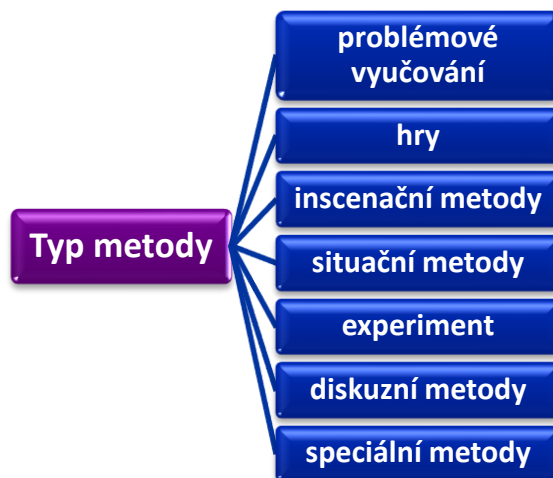 problémové
vyučování
hry
inscenační metody
Typ metody
situační metody
experiment
diskuzní metody
speciální metody